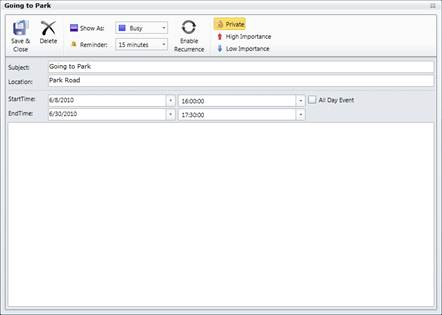 Going to Park
Save & Close
Delete
Show As: Busy
Reminder: 15 minutes
Enable Recurrence
Private
High Importance
Low Importance
Subject: Going to Park
Location: Park Road
StartTime: 6/8/2010 16:00:00 All Day Event
EndTime: 6/30/2010 17:30:00